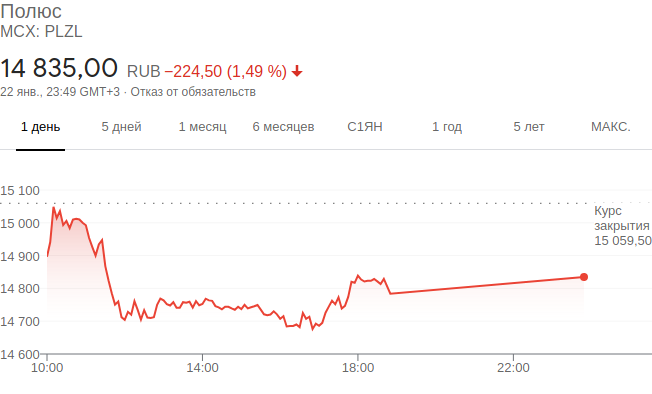 Полюс
MCX: PLZL
14 835,00 RUB −224,50 (1,49 %)
22 янв., 23:49 GMT+3 · Отказ от обязательств
1 день 5 дней 1 месяц 6 месяцев С1ЯН 1 год 5 лет МАКС.
15 100
Курс
15 000
закрытия
15 059,50
14 900
14 800
14 700
14 600
10:00 14:00 18:00 22:00